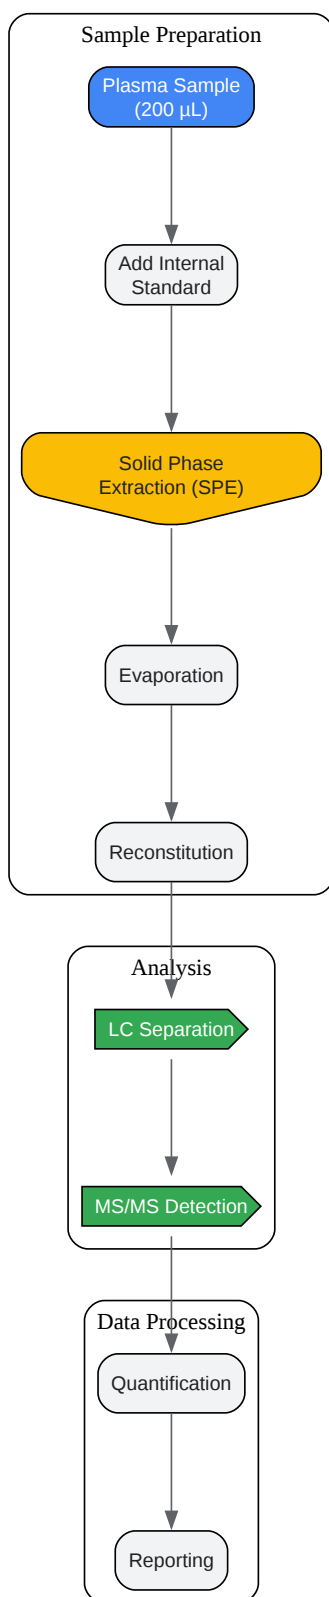 Sample Preparation
Plasma Sample
(200 µL)
Add Internal
Standard
Solid Phase
Extraction (SPE)
Evaporation
Reconstitution
Analysis
LC Separation
MS/MS Detection
Data Processing
Quantification
Reporting